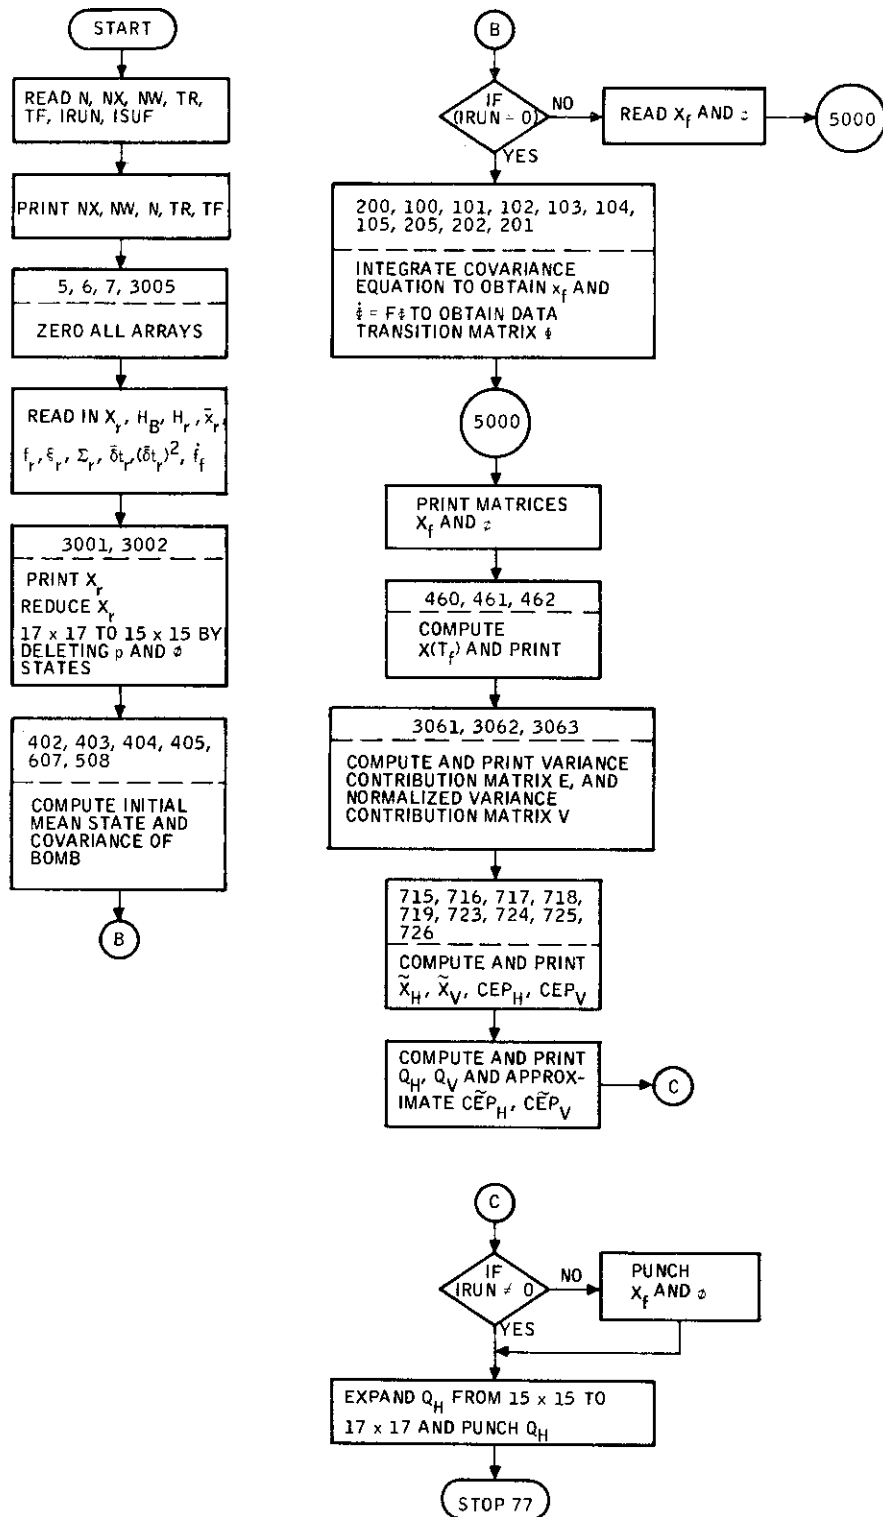 START
READ N, NX, NW, TR,
TF, IRUN, ISUF
PRINT NX, NW, N, TR, TF
5, 6, 7, 3005
ZERO ALL ARRAYS
READ IN X_r, H_B, H_r, x̄_r,
f_r, ξ_r, Σ_r, δ̄t_r, (δ̄t_r)², ḟ_f
3001, 3002
PRINT X_r
REDUCE X_r
17 x 17 TO 15 x 15 BY
DELETING p AND ø
STATES
402, 403, 404, 405,
607, 508
COMPUTE INITIAL
MEAN STATE AND
COVARIANCE OF
BOMB
B
B
IF
(IRUN = 0)
NO
READ X_f AND ø
5000
YES
200, 100, 101, 102, 103, 104,
105, 205, 202, 201
INTEGRATE COVARIANCE
EQUATION TO OBTAIN x_f AND
ϕ̇ = Fϕ TO OBTAIN DATA
TRANSITION MATRIX ϕ
5000
PRINT MATRICES
X_f AND ø
460, 461, 462
COMPUTE
X(T_f) AND PRINT
3061, 3062, 3063
COMPUTE AND PRINT VARIANCE
CONTRIBUTION MATRIX E, AND
NORMALIZED VARIANCE
CONTRIBUTION MATRIX V
715, 716, 717, 718,
719, 723, 724, 725,
726
COMPUTE AND PRINT
X̃_H, X̃_V, CEP_H, CEP_V
COMPUTE AND PRINT
Q_H, Q_V AND APPROX-
IMATE CẼP_H, CẼP_V
C
C
IF
IRUN ≠ 0
NO
PUNCH
X_f AND ø
YES
EXPAND Q_H FROM 15 x 15 TO
17 x 17 AND PUNCH Q_H
STOP 77